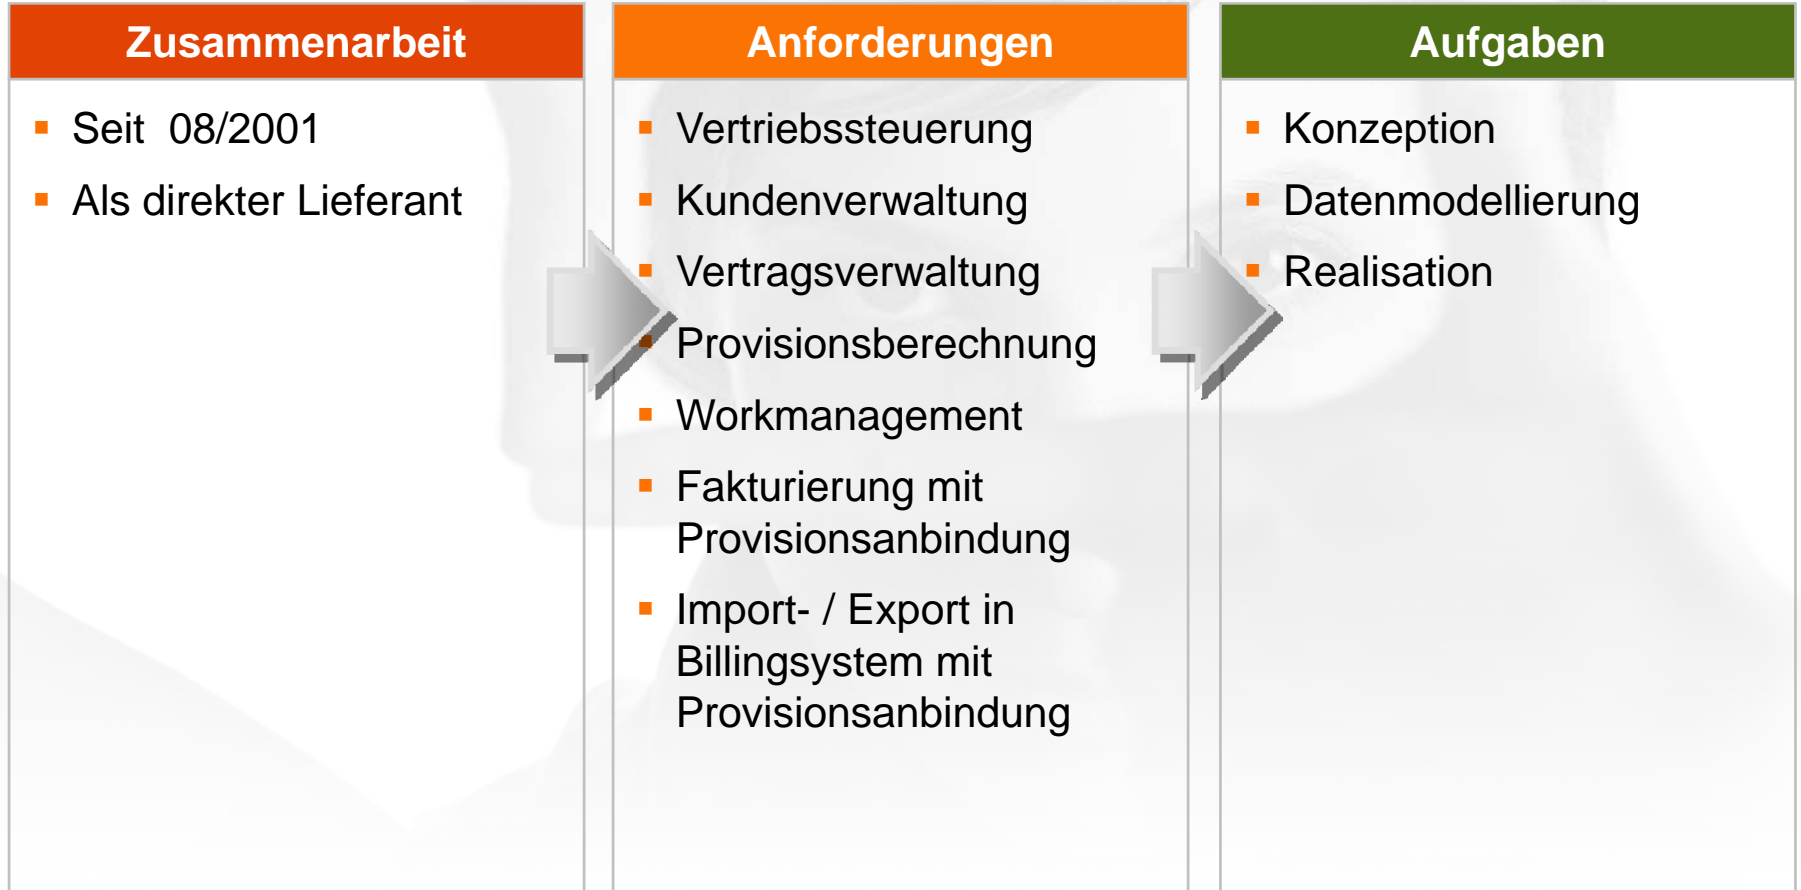 Zusammenarbeit
Seit  08/2001
Als direkter Lieferant
Anforderungen
Vertriebssteuerung
Kundenverwaltung
Vertragsverwaltung
Provisionsberechnung
Workmanagement
Fakturierung mit
Provisionsanbindung
Import- / Export in
Billingsystem mit
Provisionsanbindung
Aufgaben
Konzeption
Datenmodellierung
Realisation